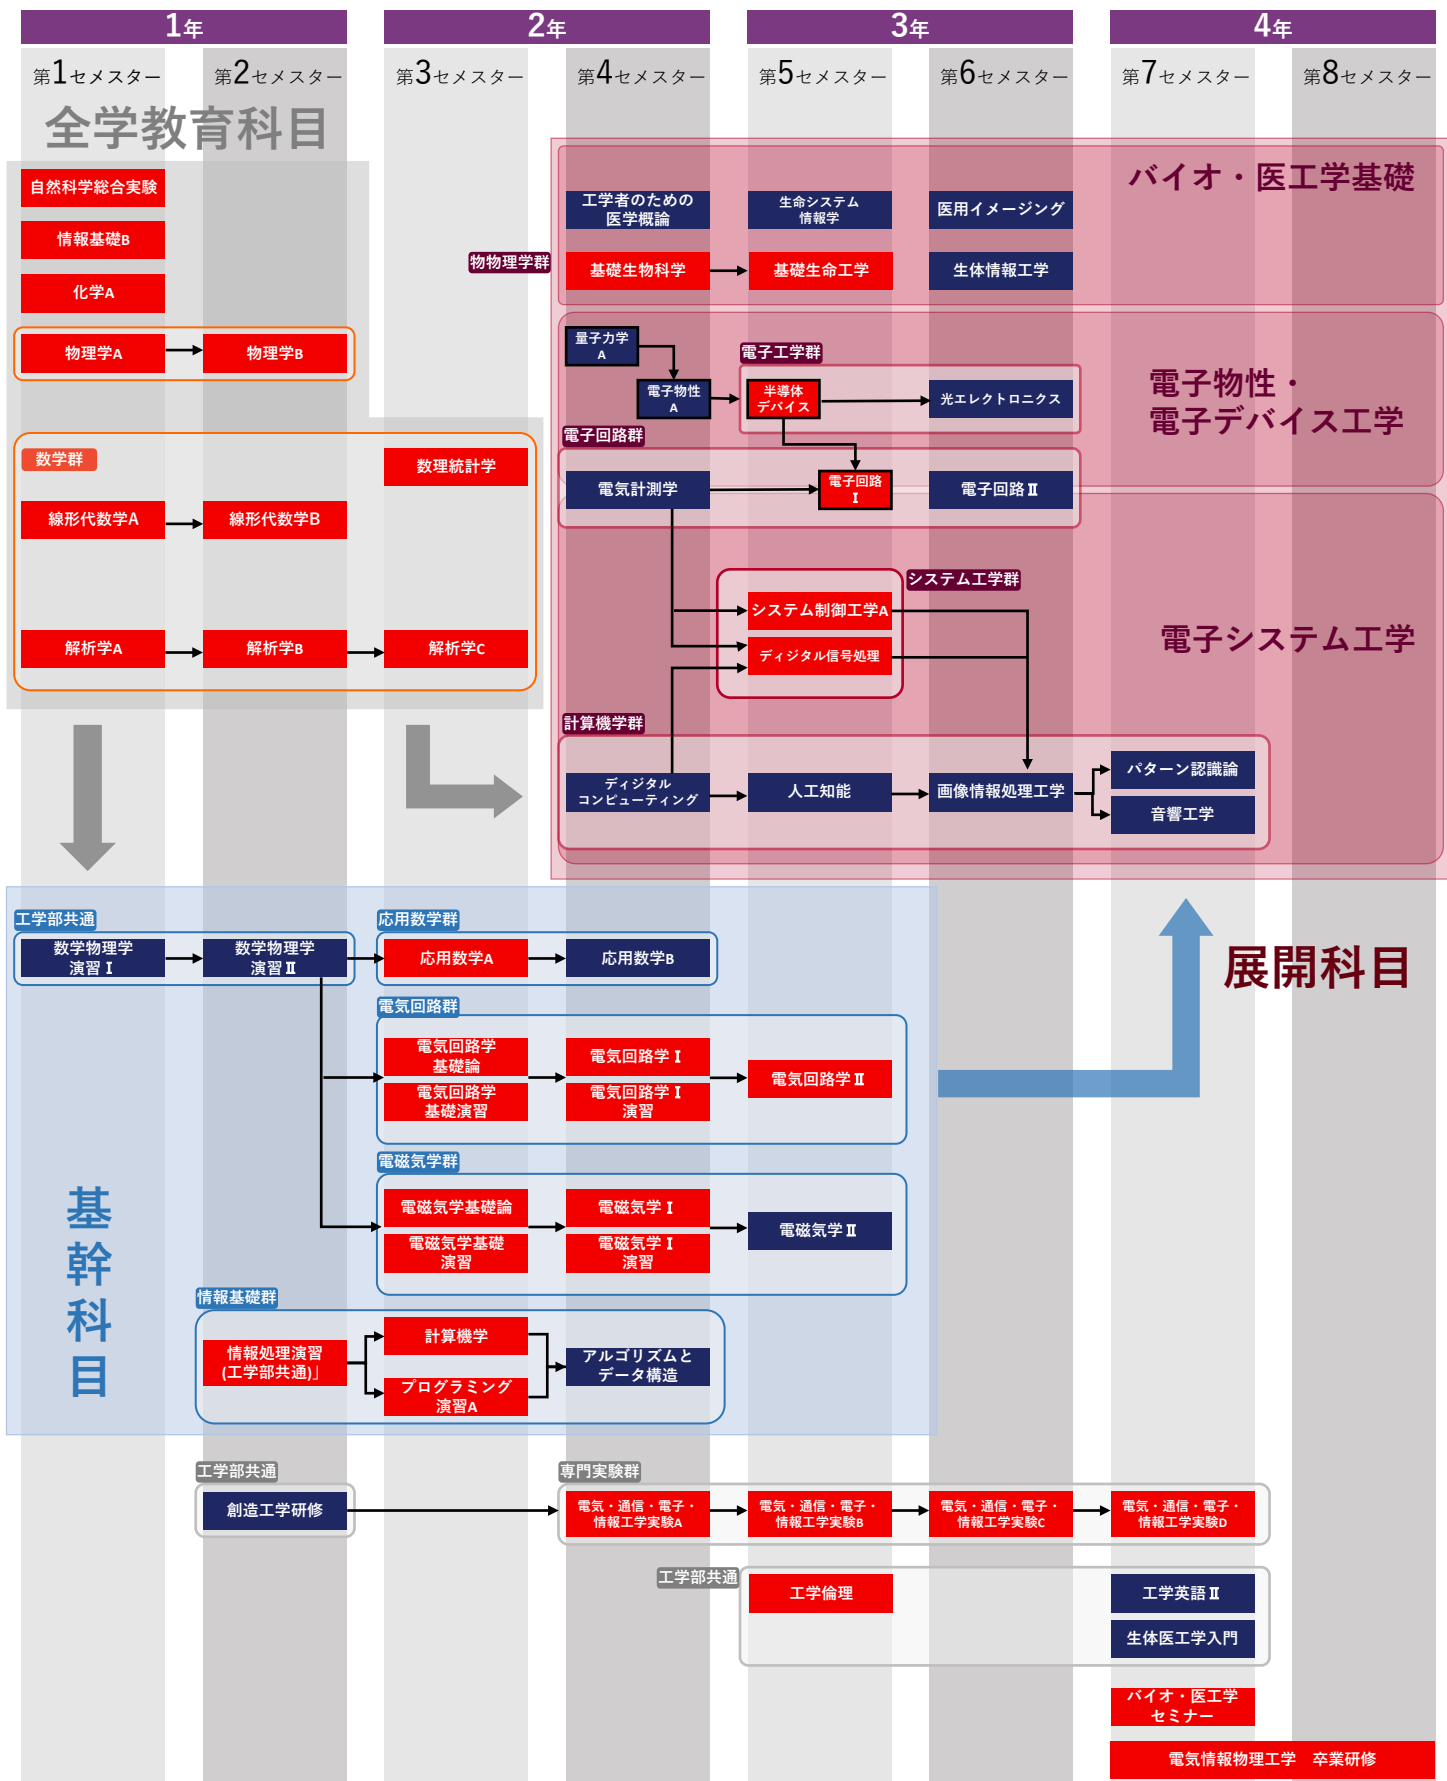 1年
2年
3年
4年
第1セメスター
第2セメスター
第3セメスター
第4セメスター
第5セメスター
第6セメスター
第7セメスター
第8セメスター
全学教育科目
自然科学総合実験
情報基礎B
化学A
物理学A
物理学B
数学群
数理統計学
線形代数学A
線形代数学B
解析学A
解析学B
解析学C
バイオ・医工学基礎
工学者のための
医学概論
生命システム
情報学
医用イメージング
物物理学群
基礎生物科学
基礎生命工学
生体情報工学
電子物性・
電子デバイス工学
量子力学
A
電子物性
A
電子工学群
半導体
デバイス
光エレクトロニクス
電子回路群
電気計測学
電子回路
Ⅰ
電子回路Ⅱ
電子システム工学
システム工学群
システム制御工学A
ディジタル信号処理
計算機学群
ディジタル
コンピューティング
人工知能
画像情報処理工学
パターン認識論
音響工学
展開科目
基
幹
科
目
工学部共通
数学物理学
演習Ⅰ
数学物理学
演習Ⅱ
応用数学群
応用数学A
応用数学B
電気回路群
電気回路学
基礎論
電気回路学
基礎演習
電気回路学Ⅰ
電気回路学Ⅰ
演習
電気回路学Ⅱ
電磁気学群
電磁気学基礎論
電磁気学基礎
演習
電磁気学Ⅰ
電磁気学Ⅰ
演習
電磁気学Ⅱ
情報基礎群
情報処理演習
(工学部共通)」
計算機学
プログラミング
演習A
アルゴリズムと
データ構造
工学部共通
創造工学研修
専門実験群
電気・通信・電子・
情報工学実験A
電気・通信・電子・
情報工学実験B
電気・通信・電子・
情報工学実験C
電気・通信・電子・
情報工学実験D
工学部共通
工学倫理
工学英語Ⅱ
生体医工学入門
バイオ・医工学
セミナー
電気情報物理工学　卒業研修